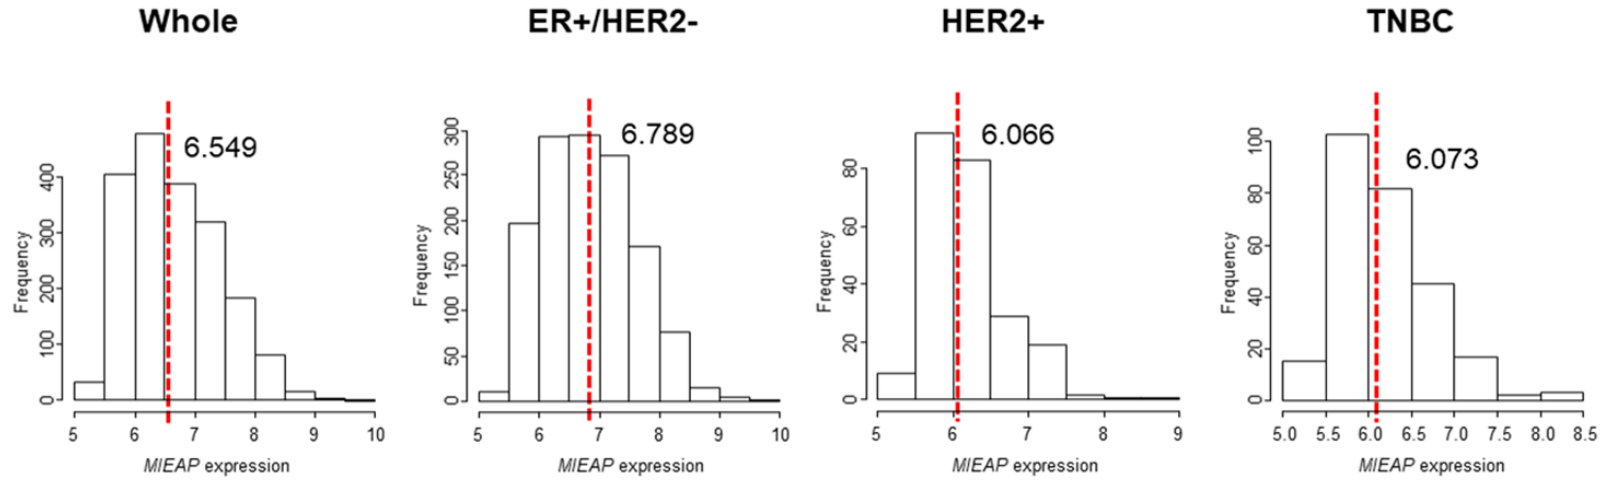 Whole
ER+/HER2-
HER2+
TNBC
6.549
6.789
6.066
6.073
Frequency
0 100 200 300 400
5 6 7 8 9 10
MIEAP expression
Frequency
0 50 100 150 200 250 300
5 6 7 8 9 10
MIEAP expression
Frequency
0 20 40 60 80
5 6 7 8 9
MIEAP expression
Frequency
0 20 40 60 80 100
5.0 5.5 6.0 6.5 7.0 7.5 8.0 8.5
MIEAP expression